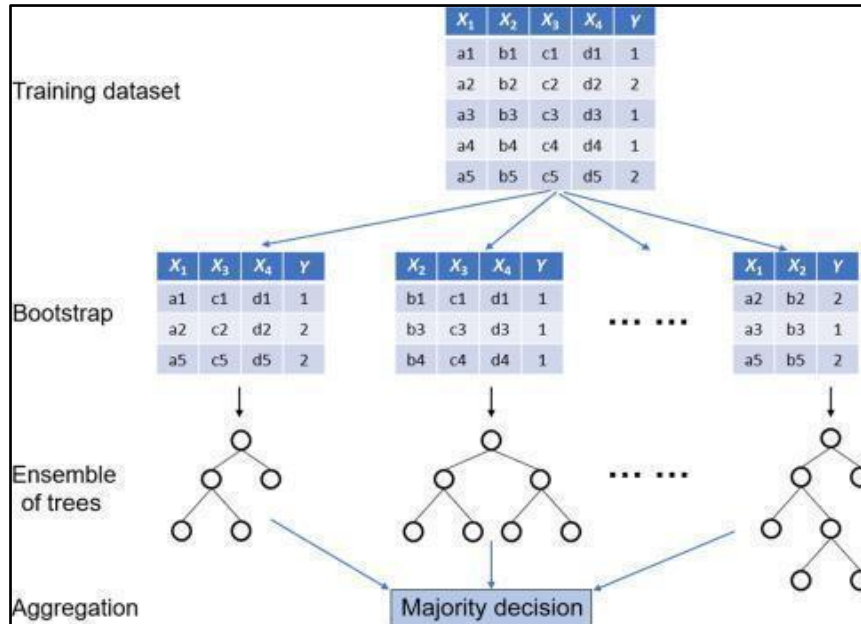 X1 X2 X3 X4 Y
a1 b1 c1 d1 1
a2 b2 c2 d2 2
a3 b3 c3 d3 1
a4 b4 c4 d4 1
a5 b5 c5 d5 2
Training dataset
X1 X3 X4 Y
a1 c1 d1 1
a2 c2 d2 2
a5 c5 d5 2
X2 X3 X4 Y
b1 c1 d1 1
b3 c3 d3 1
b4 c4 d4 1
... ...
X1 X2 Y
a2 b2 2
a3 b3 1
a5 b5 2
Bootstrap
Ensemble
of trees
... ...
Aggregation
Majority decision